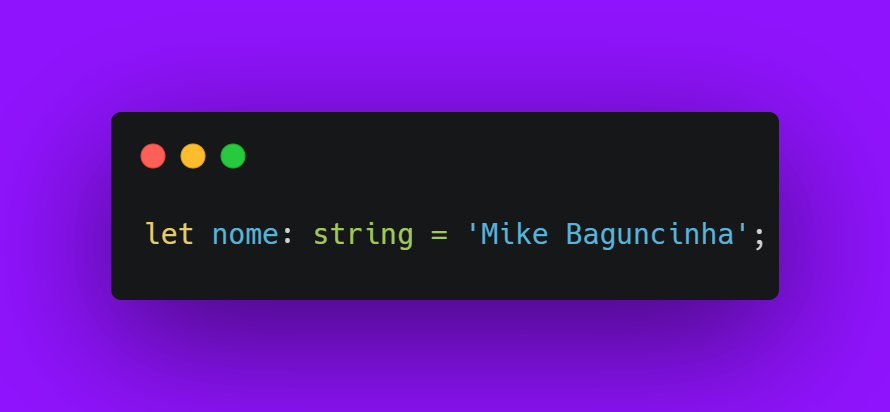 let nome: string = 'Mike Baguncinha';